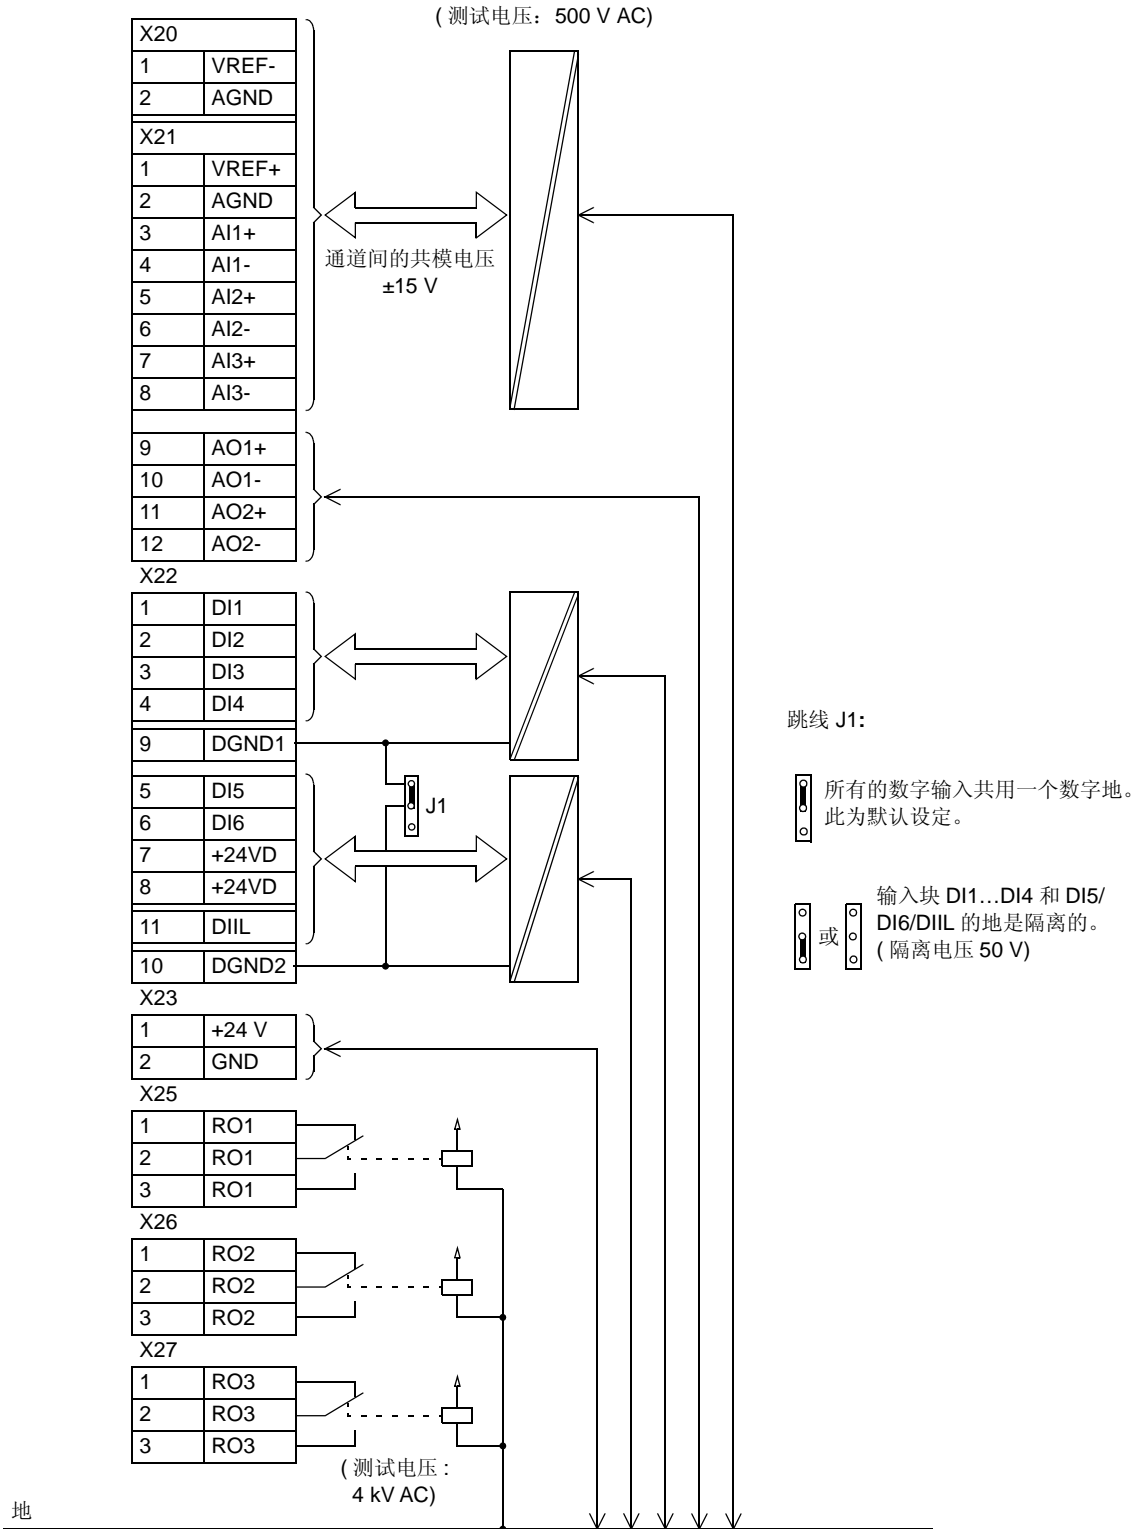 ( 测试电压：500 V AC)
X20
1 VREF-
2 AGND
X21
1 VREF+
2 AGND
3 AI1+
4 AI1-
5 AI2+
6 AI2-
7 AI3+
8 AI3-
通道间的共模电压
±15 V
9 AO1+
10 AO1-
11 AO2+
12 AO2-
X22
1 DI1
2 DI2
3 DI3
4 DI4
9 DGND1
5 DI5
6 DI6
7 +24VD
8 +24VD
11 DIIL
10 DGND2
J1
跳线 J1:
所有的数字输入共用一个数字地。
此为默认设定。
或
输入块 DI1…DI4 和 DI5/
DI6/DIIL 的地是隔离的。
( 隔离电压 50 V)
X23
1 +24 V
2 GND
X25
1 RO1
2 RO1
3 RO1
X26
1 RO2
2 RO2
3 RO2
X27
1 RO3
2 RO3
3 RO3
( 测试电压 :
4 kV AC)
地